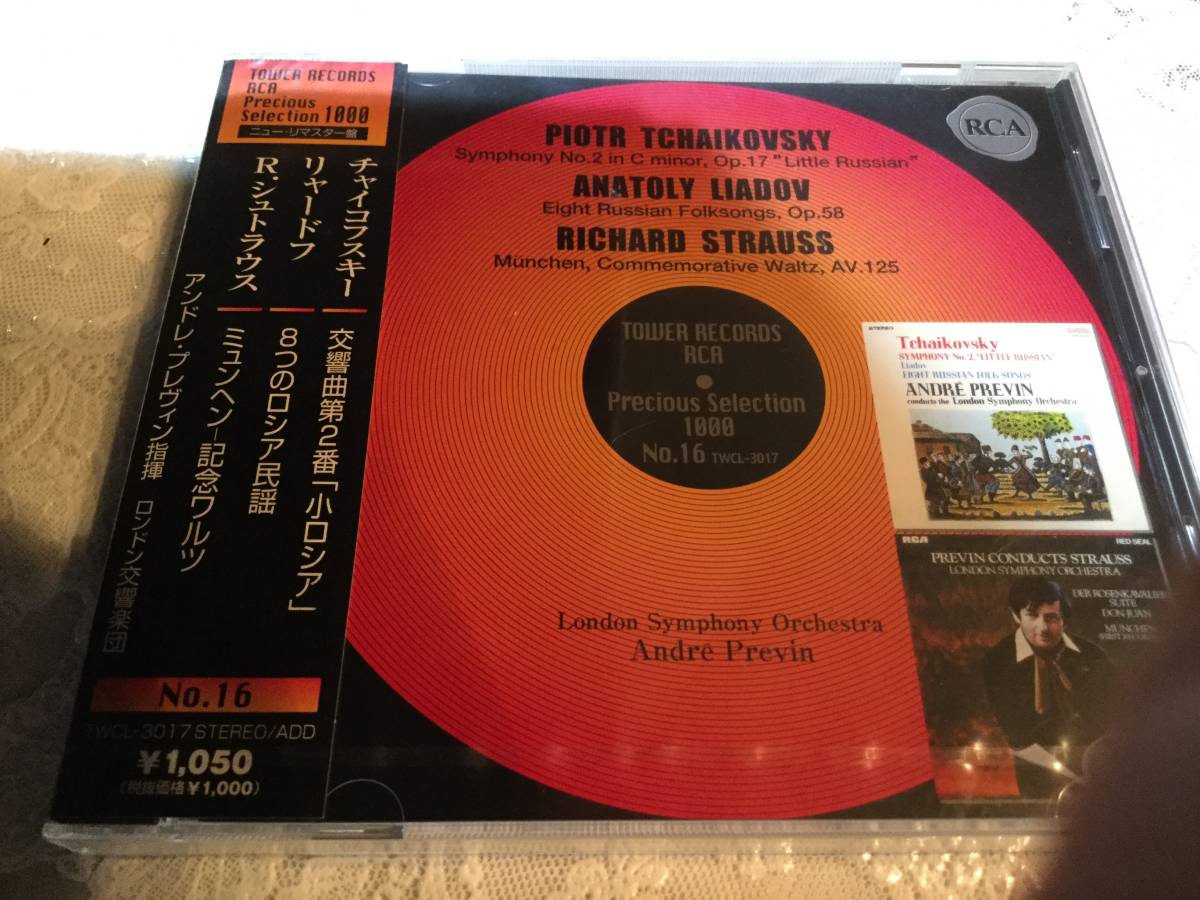 TOWER RECORDS
RCA
Precious
Selection 1000
ニュー・リマスター盤
チャイコフスキー
交響曲第2番「小ロシア」
リャードフ
8つのロシア民謡
R.シュトラウス
ミュンヘン−記念ワルツ
アンドレ・プレヴィン指揮 ロンドン交響楽団
No.16
TWCL-3017 STEREO/ADD
¥1,050
(税抜価格¥1,000)
PIOTR TCHAIKOVSKY
Symphony No.2 in C minor, Op.17 "Little Russian"
ANATOLY LIADOV
Eight Russian Folksongs, Op.58
RICHARD STRAUSS
München, Commemorative Waltz, AV.125
RCA
TOWER RECORDS
RCA
Precious Selection
1000
No.16 TWCL-3017
London Symphony Orchestra
André Previn
STEREO
Tchaikovsky
SYMPHONY No. 2, "LITTLE RUSSIAN"
Liadov
EIGHT RUSSIAN FOLK SONGS
ANDRÉ PREVIN
conducts the London Symphony Orchestra
RCA
RED SEAL
PREVIN CONDUCTS STRAUSS
LONDON SYMPHONY ORCHESTRA
DER ROSENKAVALIER
SUITE
DON JUAN
MÜNCHEN